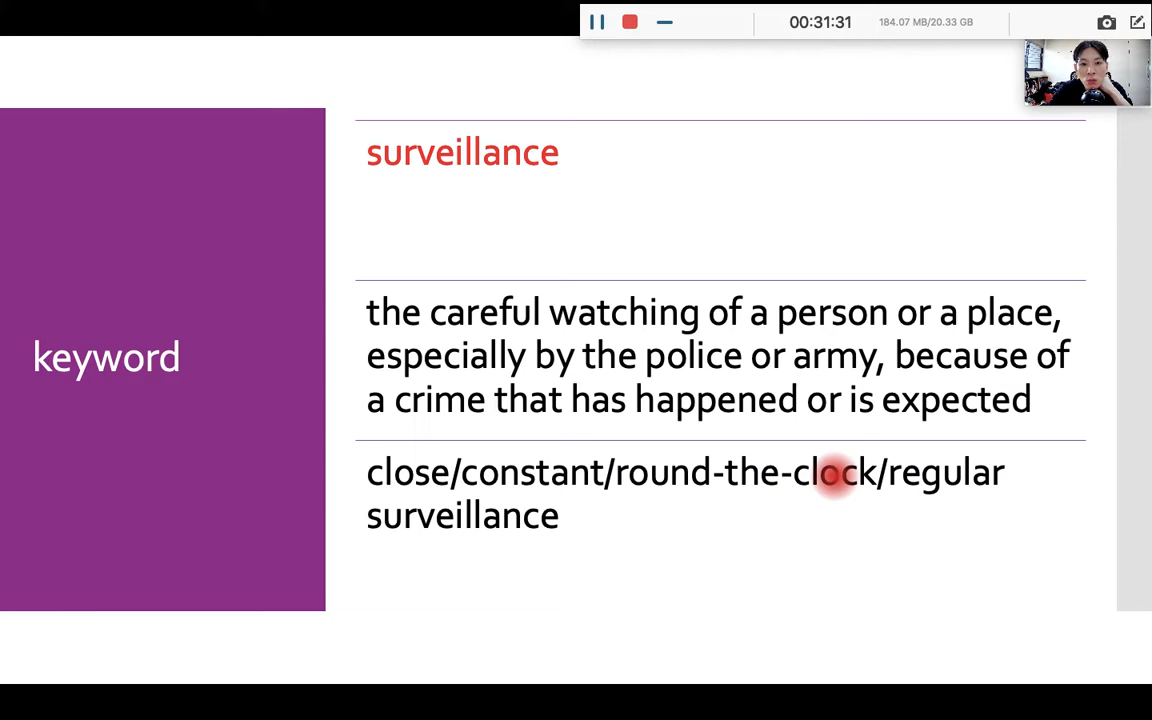 00:31:31
184.07 MB/20.33 GB
surveillance
keyword
the careful watching of a person or a place,
especially by the police or army, because of
a crime that has happened or is expected
close/constant/round-the-clock/regular
surveillance